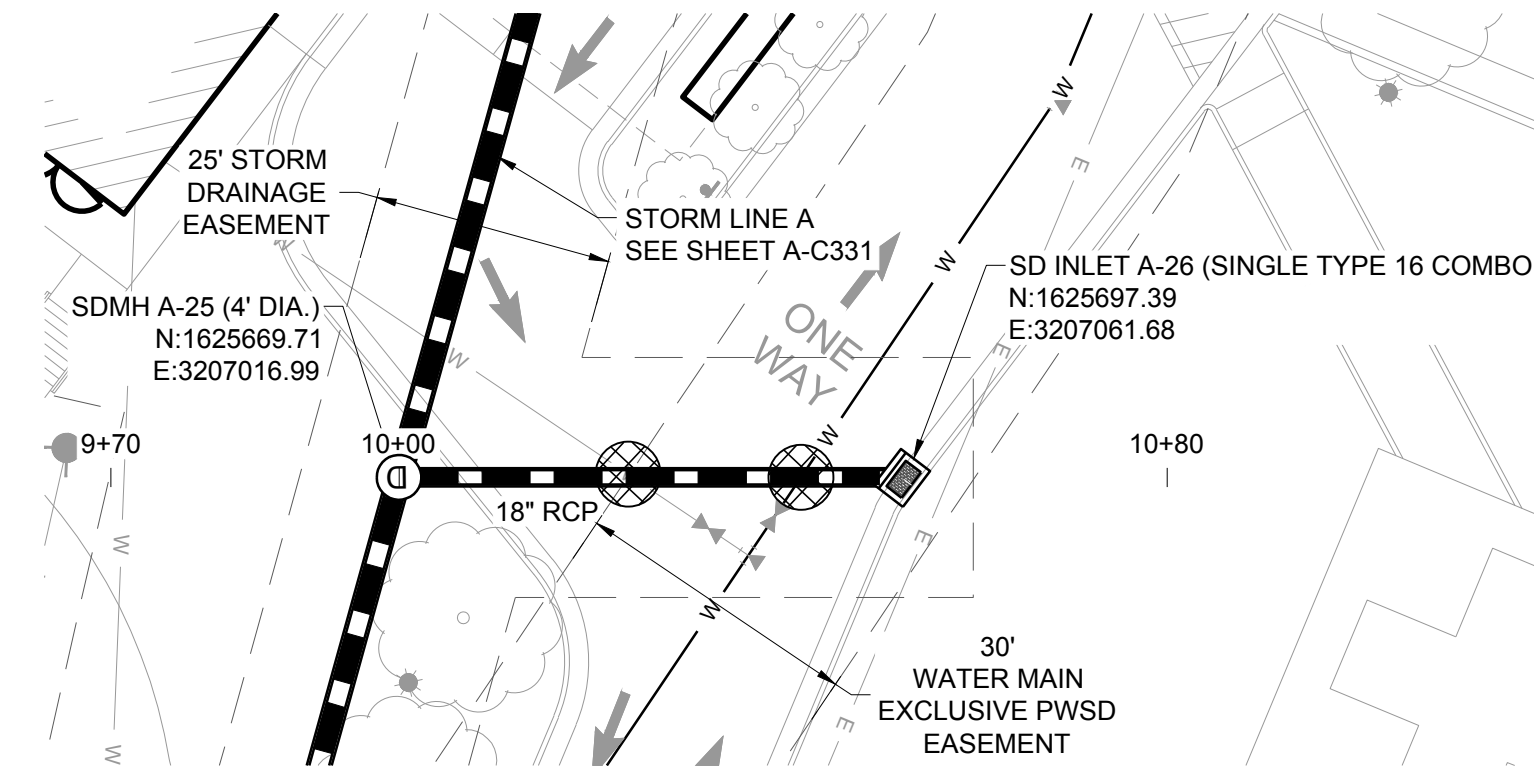 25' STORM
DRAINAGE
EASEMENT
STORM LINE A
SEE SHEET A-C331
SD INLET A-26 (SINGLE TYPE 16 COMBO
N:1625697.39
E:3207061.68
SDMH A-25 (4' DIA.)
N:1625669.71
E:3207016.99
ONE
WAY
9+70
10+00
10+80
18" RCP
30'
WATER MAIN
EXCLUSIVE PWSD
EASEMENT
W
W
W
W
W
W
W
E
E
E
E
E
D